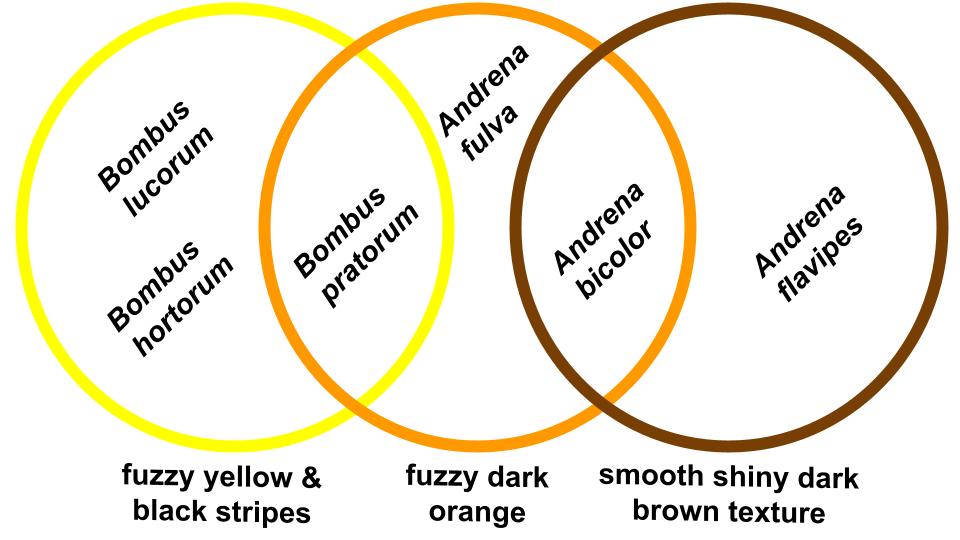 Bombus
lucorum
Bombus
hortorum
Bombus
pratorum
Andrena
fulva
Andrena
bicolor
Andrena
flavipes
fuzzy yellow &
black stripes
fuzzy dark
orange
smooth shiny dark
brown texture